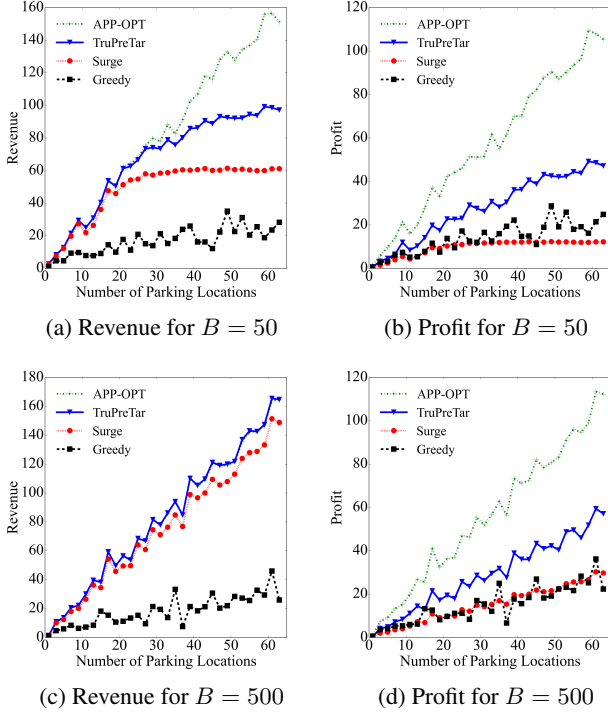 160
140
120
100
80
60
40
20
0
Revenue
APP-OPT
TruPreTar
Surge
Greedy
0 10 20 30 40 50 60
Number of Parking Locations
(a) Revenue for B = 50
120
100
80
60
40
20
0
Profit
APP-OPT
TruPreTar
Surge
Greedy
0 10 20 30 40 50 60
Number of Parking Locations
(b) Profit for B = 50
180
160
140
120
100
80
60
40
20
0
Revenue
APP-OPT
TruPreTar
Surge
Greedy
0 10 20 30 40 50 60
Number of Parking Locations
(c) Revenue for B = 500
120
100
80
60
40
20
0
Profit
APP-OPT
TruPreTar
Surge
Greedy
0 10 20 30 40 50 60
Number of Parking Locations
(d) Profit for B = 500